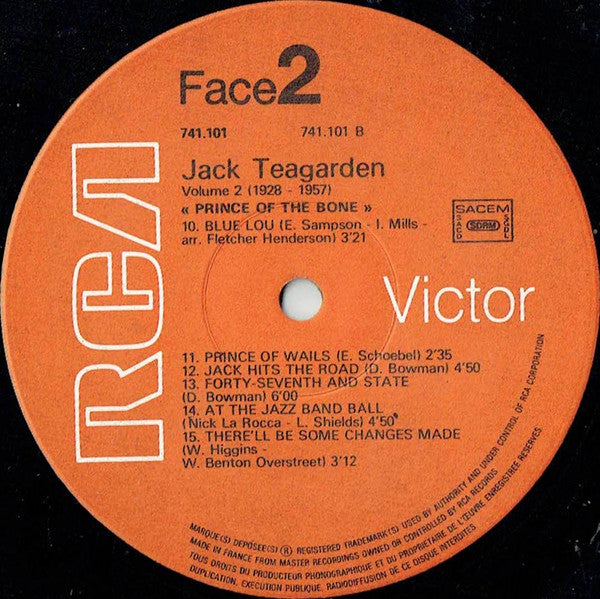 Face 2
741.101 741.101 B
Jack Teagarden
Volume 2 (1928 - 1957)
« PRINCE OF THE BONE »
10. BLUE LOU (E. Sampson - I. Mills -
arr. Fletcher Henderson) 3'21
SACEM
SACD SDRM SGDL
RCA
Victor
11. PRINCE OF WAILS (E. Schoebel) 2'35
12. JACK HITS THE ROAD (D. Bowman) 4'50
13. FORTY-SEVENTH AND STATE
(D. Bowman) 6'00
14. AT THE JAZZ BAND BALL
(Nick La Rocca - L. Shields) 4'50
15. THERE'LL BE SOME CHANGES MADE
(W. Higgins -
W. Benton Overstreet) 3'12
MARQUE(S) DEPOSÉE(S) ® REGISTERED TRADEMARK(S) USED BY AUTHORITY AND UNDER CONTROL OF RCA CORPORATION
MADE IN FRANCE FROM MASTER RECORDINGS OWNED OR CONTROLLED BY RCA RECORDS
TOUS DROITS DU PRODUCTEUR PHONOGRAPHIQUE ET DU PROPRIETAIRE DE L'ŒUVRE ENREGISTREE RESERVES
DUPLICATION, EXECUTION PUBLIQUE, RADIODIFFUSION DE CE DISQUE INTERDITES